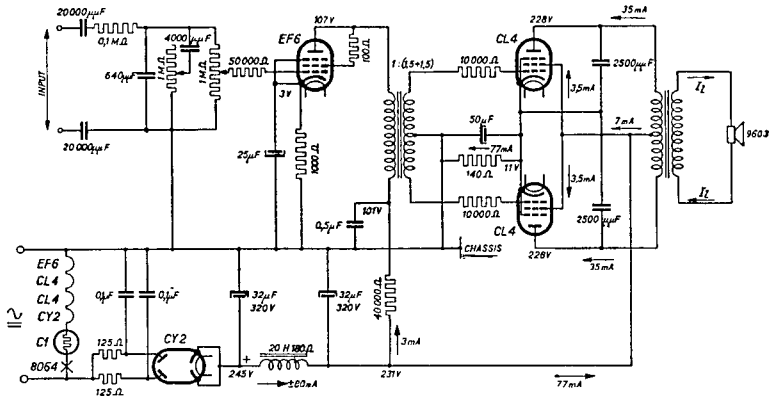 20000µµF
0,1MΩ
4000µµF
INPUT
640µµF
1MΩ
1MΩ
50000Ω
20000µµF
EF6
107V
100Ω
3V
25µF
1000Ω
0,5µF
101V
1:(1,5+1,5)
10000Ω
50µF
77mA
140Ω
11V
10000Ω
CL4
228V
35mA
2500µµF
3,5mA
7mA
3,5mA
2500µµF
CL4
228V
35mA
I₂
9603
I₂
CHASSIS
EF6
CL4
CL4
CY2
C1
8064
0,1µF
0,1µF
125Ω
125Ω
CY2
32µF
320V
+
245V
20H 180Ω
±80mA
32µF
320V
40000Ω
3mA
231V
77mA